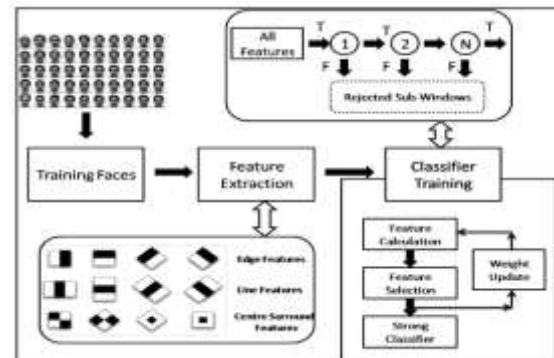 All
Features
T
1
T
2
N
T
F
F
F
Rejected Sub-Windows
Training Faces
Feature
Extraction
Classifier
Training
Edge Features
Line Features
Centre Surround
Features
Feature
Calculation
Feature
Selection
Strong
Classifier
Weight
Update